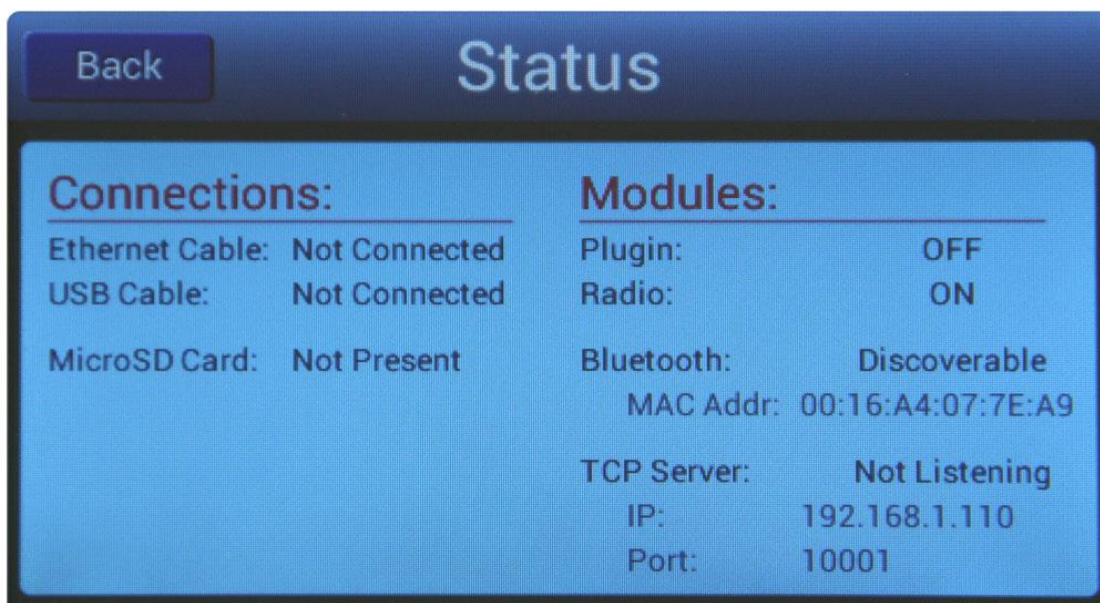 Back
Status
Connections:
Ethernet Cable: Not Connected
USB Cable: Not Connected
MicroSD Card: Not Present
Modules:
Plugin: OFF
Radio: ON
Bluetooth: Discoverable
MAC Addr: 00:16:A4:07:7E:A9
TCP Server: Not Listening
IP: 192.168.1.110
Port: 10001